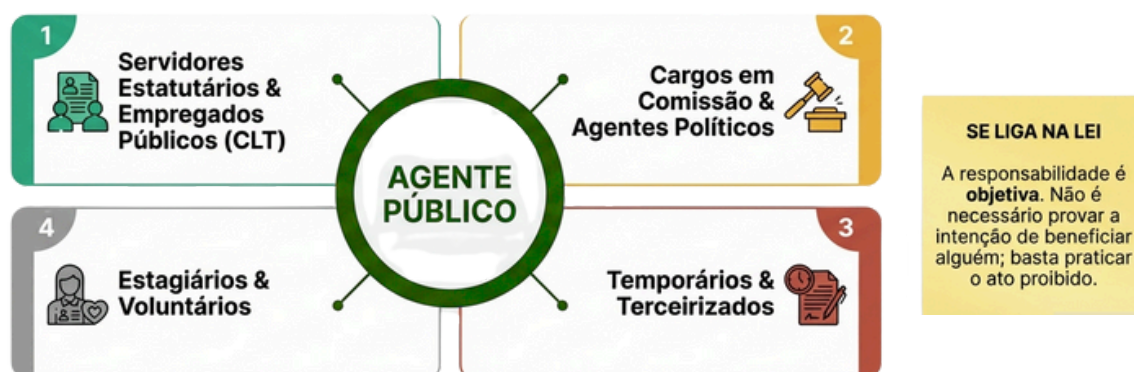 1
Servidores
Estatutários &
Empregados
Públicos (CLT)
2
Cargos em
Comissão &
Agentes Políticos
AGENTE
PÚBLICO
4
Estagiários &
Voluntários
3
Temporários &
Terceirizados
SE LIGA NA LEI
A responsabilidade é
objetiva. Não é
necessário provar a
intenção de beneficiar
alguém; basta praticar
o ato proibido.